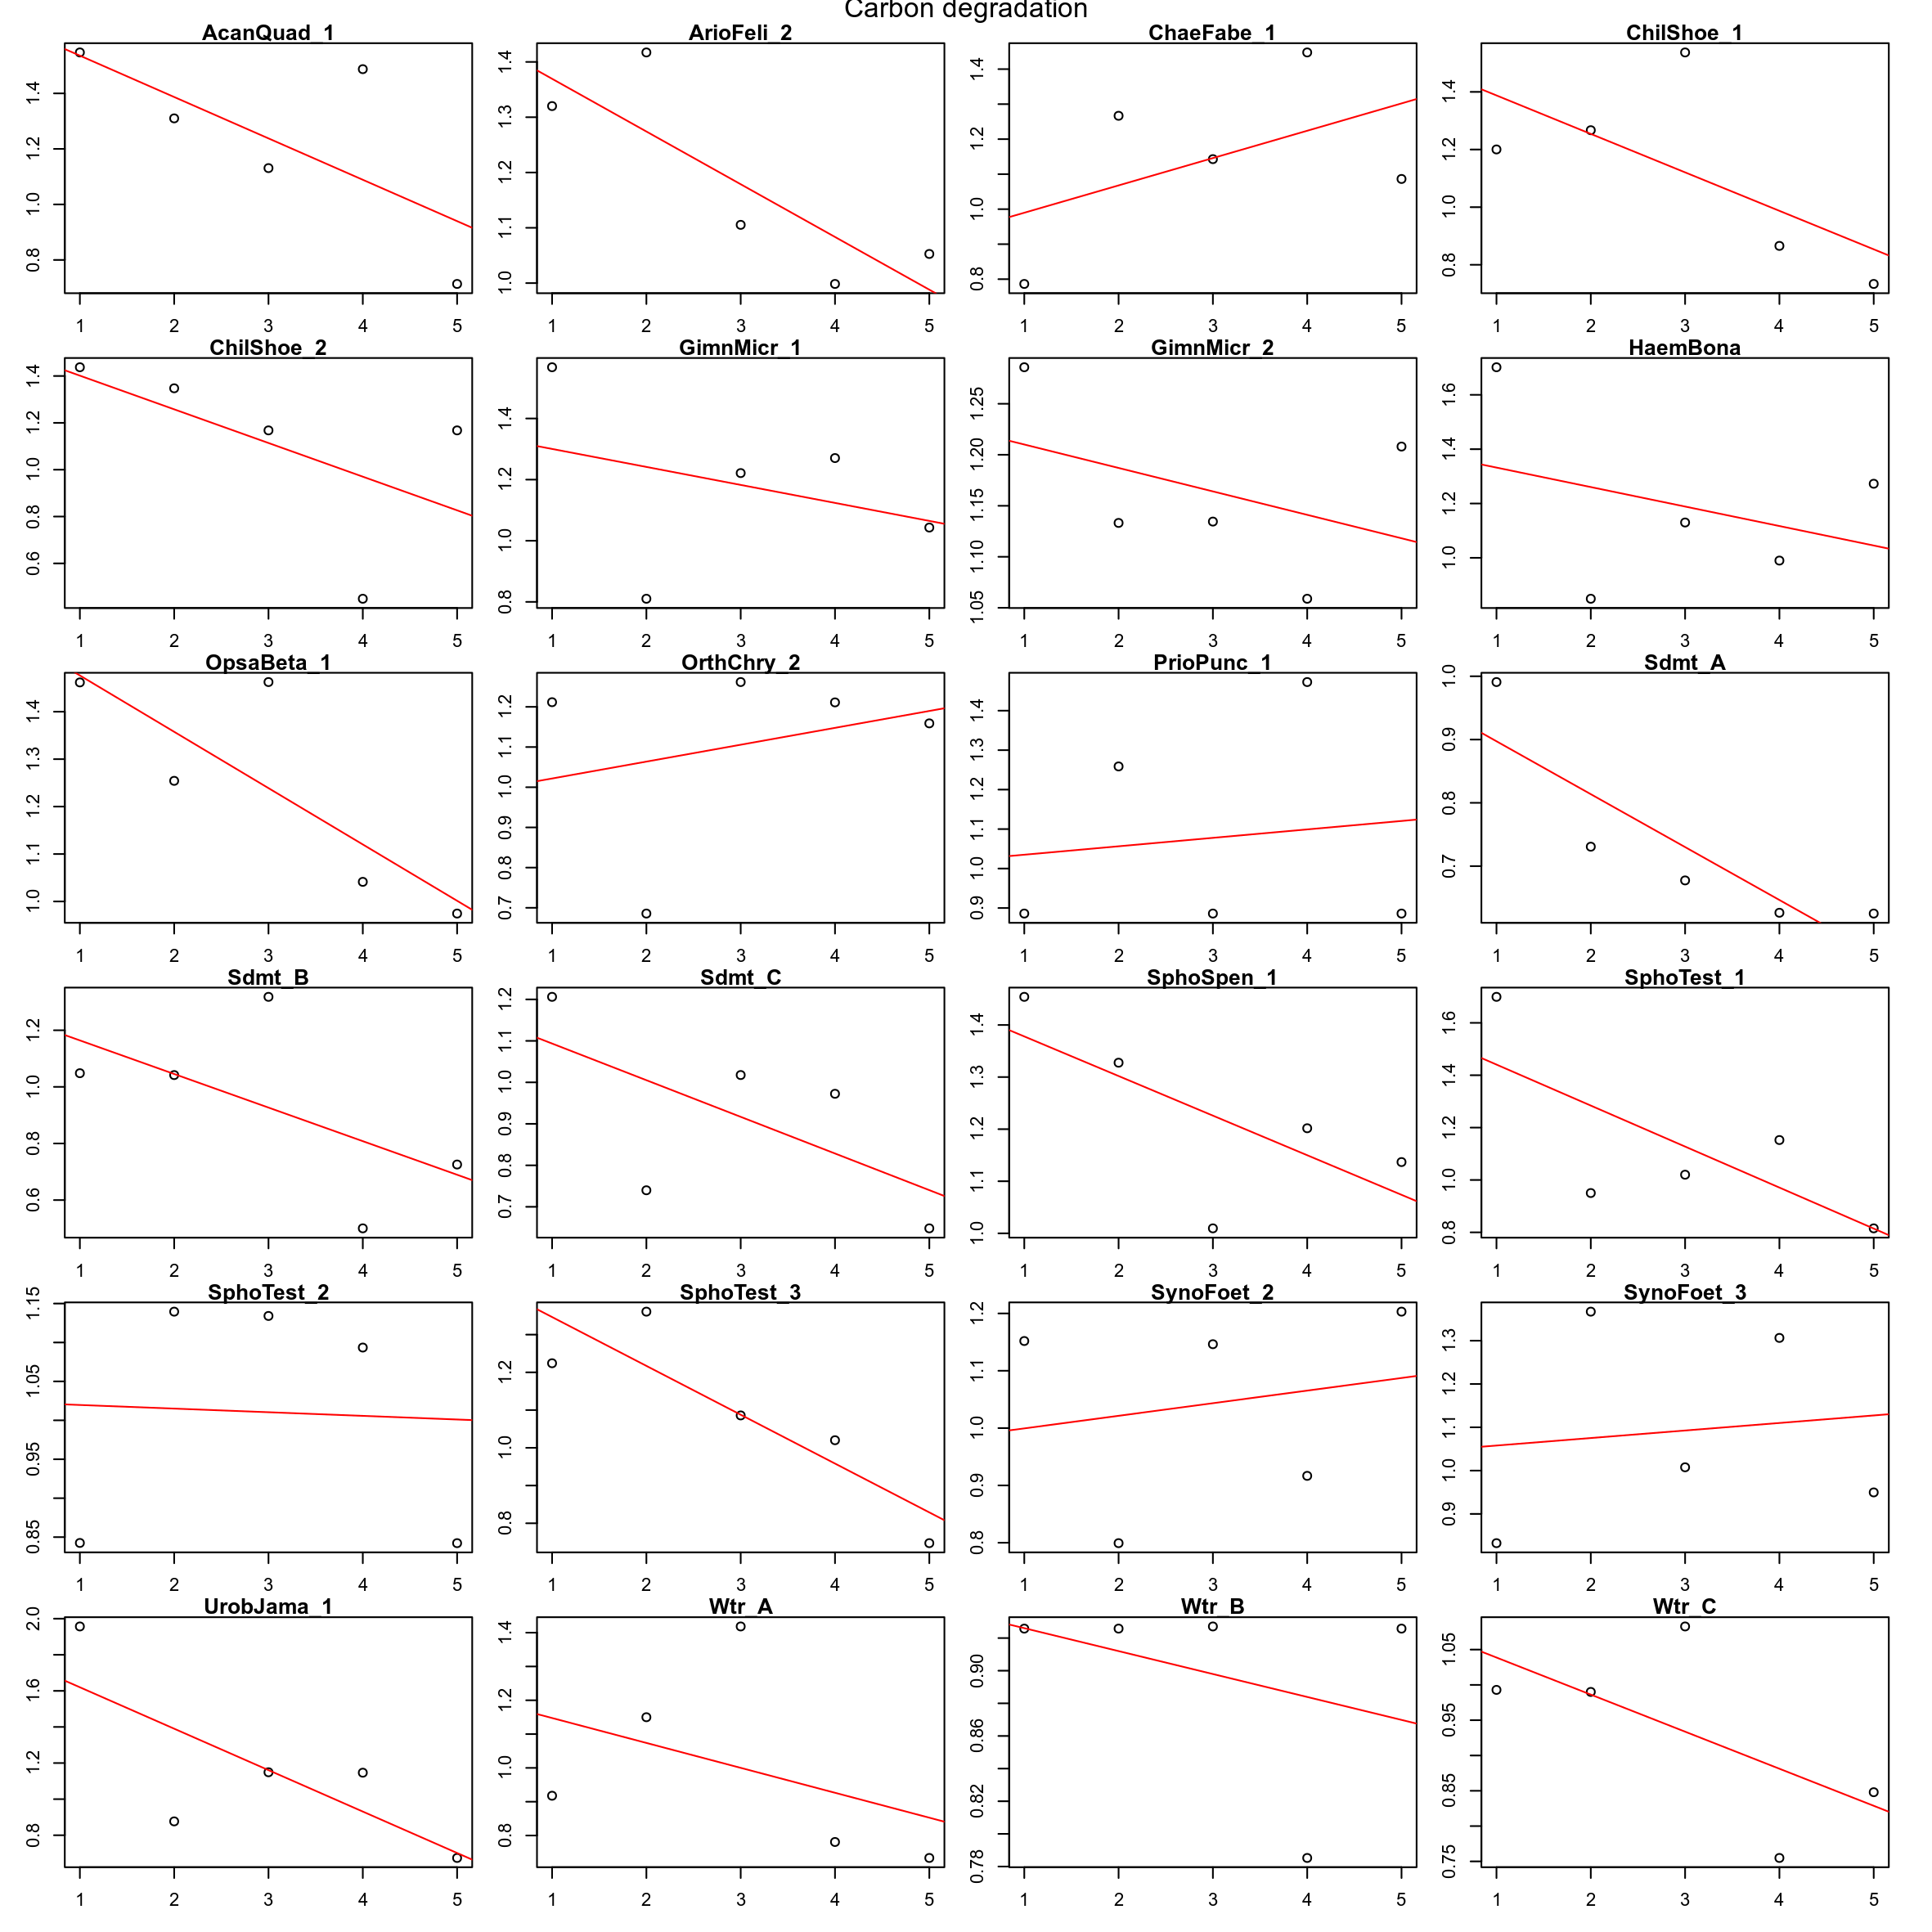 Carbon degradation
AcanQuad_1
0.8 1.0 1.2 1.4
1 2 3 4 5
ArioFeli_2
1.0 1.1 1.2 1.3 1.4
1 2 3 4 5
ChaeFabe_1
0.8 1.0 1.2 1.4
1 2 3 4 5
ChilShoe_1
0.8 1.0 1.2 1.4
1 2 3 4 5
ChilShoe_2
0.6 0.8 1.0 1.2 1.4
1 2 3 4 5
GimnMicr_1
0.8 1.0 1.2 1.4
1 2 3 4 5
GimnMicr_2
1.05 1.10 1.15 1.20 1.25
1 2 3 4 5
HaemBona
1.0 1.2 1.4 1.6
1 2 3 4 5
OpsaBeta_1
1.0 1.1 1.2 1.3 1.4
1 2 3 4 5
OrthChry_2
0.7 0.8 0.9 1.0 1.1 1.2
1 2 3 4 5
PrioPunc_1
0.9 1.0 1.1 1.2 1.3 1.4
1 2 3 4 5
Sdmt_A
0.7 0.8 0.9 1.0
1 2 3 4 5
Sdmt_B
0.6 0.8 1.0 1.2
1 2 3 4 5
Sdmt_C
0.7 0.8 0.9 1.0 1.1 1.2
1 2 3 4 5
SphoSpen_1
1.0 1.1 1.2 1.3 1.4
1 2 3 4 5
SphoTest_1
0.8 1.0 1.2 1.4 1.6
1 2 3 4 5
SphoTest_2
0.85 0.95 1.05 1.15
1 2 3 4 5
SphoTest_3
0.8 1.0 1.2
1 2 3 4 5
SynoFoet_2
0.8 0.9 1.0 1.1 1.2
1 2 3 4 5
SynoFoet_3
0.9 1.0 1.1 1.2 1.3
1 2 3 4 5
UrobJama_1
0.8 1.2 1.6 2.0
1 2 3 4 5
Wtr_A
0.8 1.0 1.2 1.4
1 2 3 4 5
Wtr_B
0.78 0.82 0.86 0.90
1 2 3 4 5
Wtr_C
0.75 0.85 0.95 1.05
1 2 3 4 5